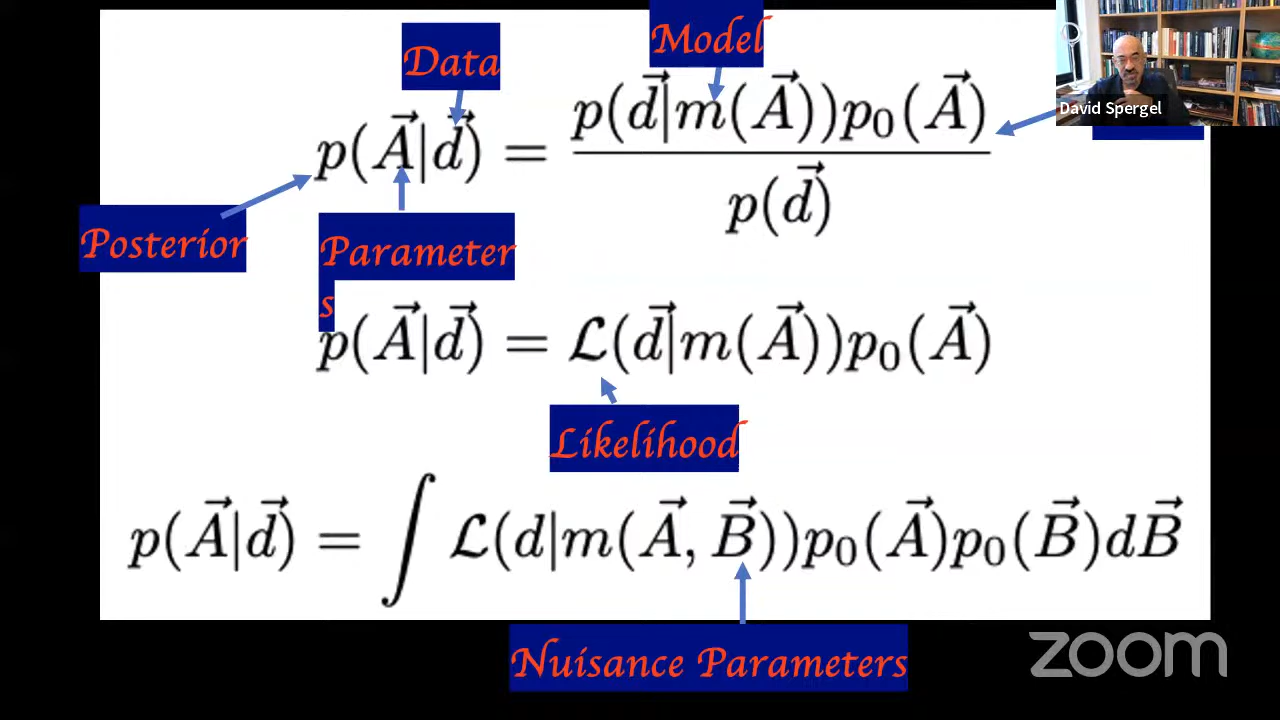 Data
Model
David Spergel
p(A⃗|d⃗) = p(d⃗|m(A⃗))p₀(A⃗) / p(d⃗)
Posterior
Parameter
s
p(A⃗|d⃗) = ℒ(d⃗|m(A⃗))p₀(A⃗)
Likelihood
p(A⃗|d⃗) = ∫ ℒ(d|m(A⃗, B⃗))p₀(A⃗)p₀(B⃗)dB⃗
Nuisance Parameters
zoom